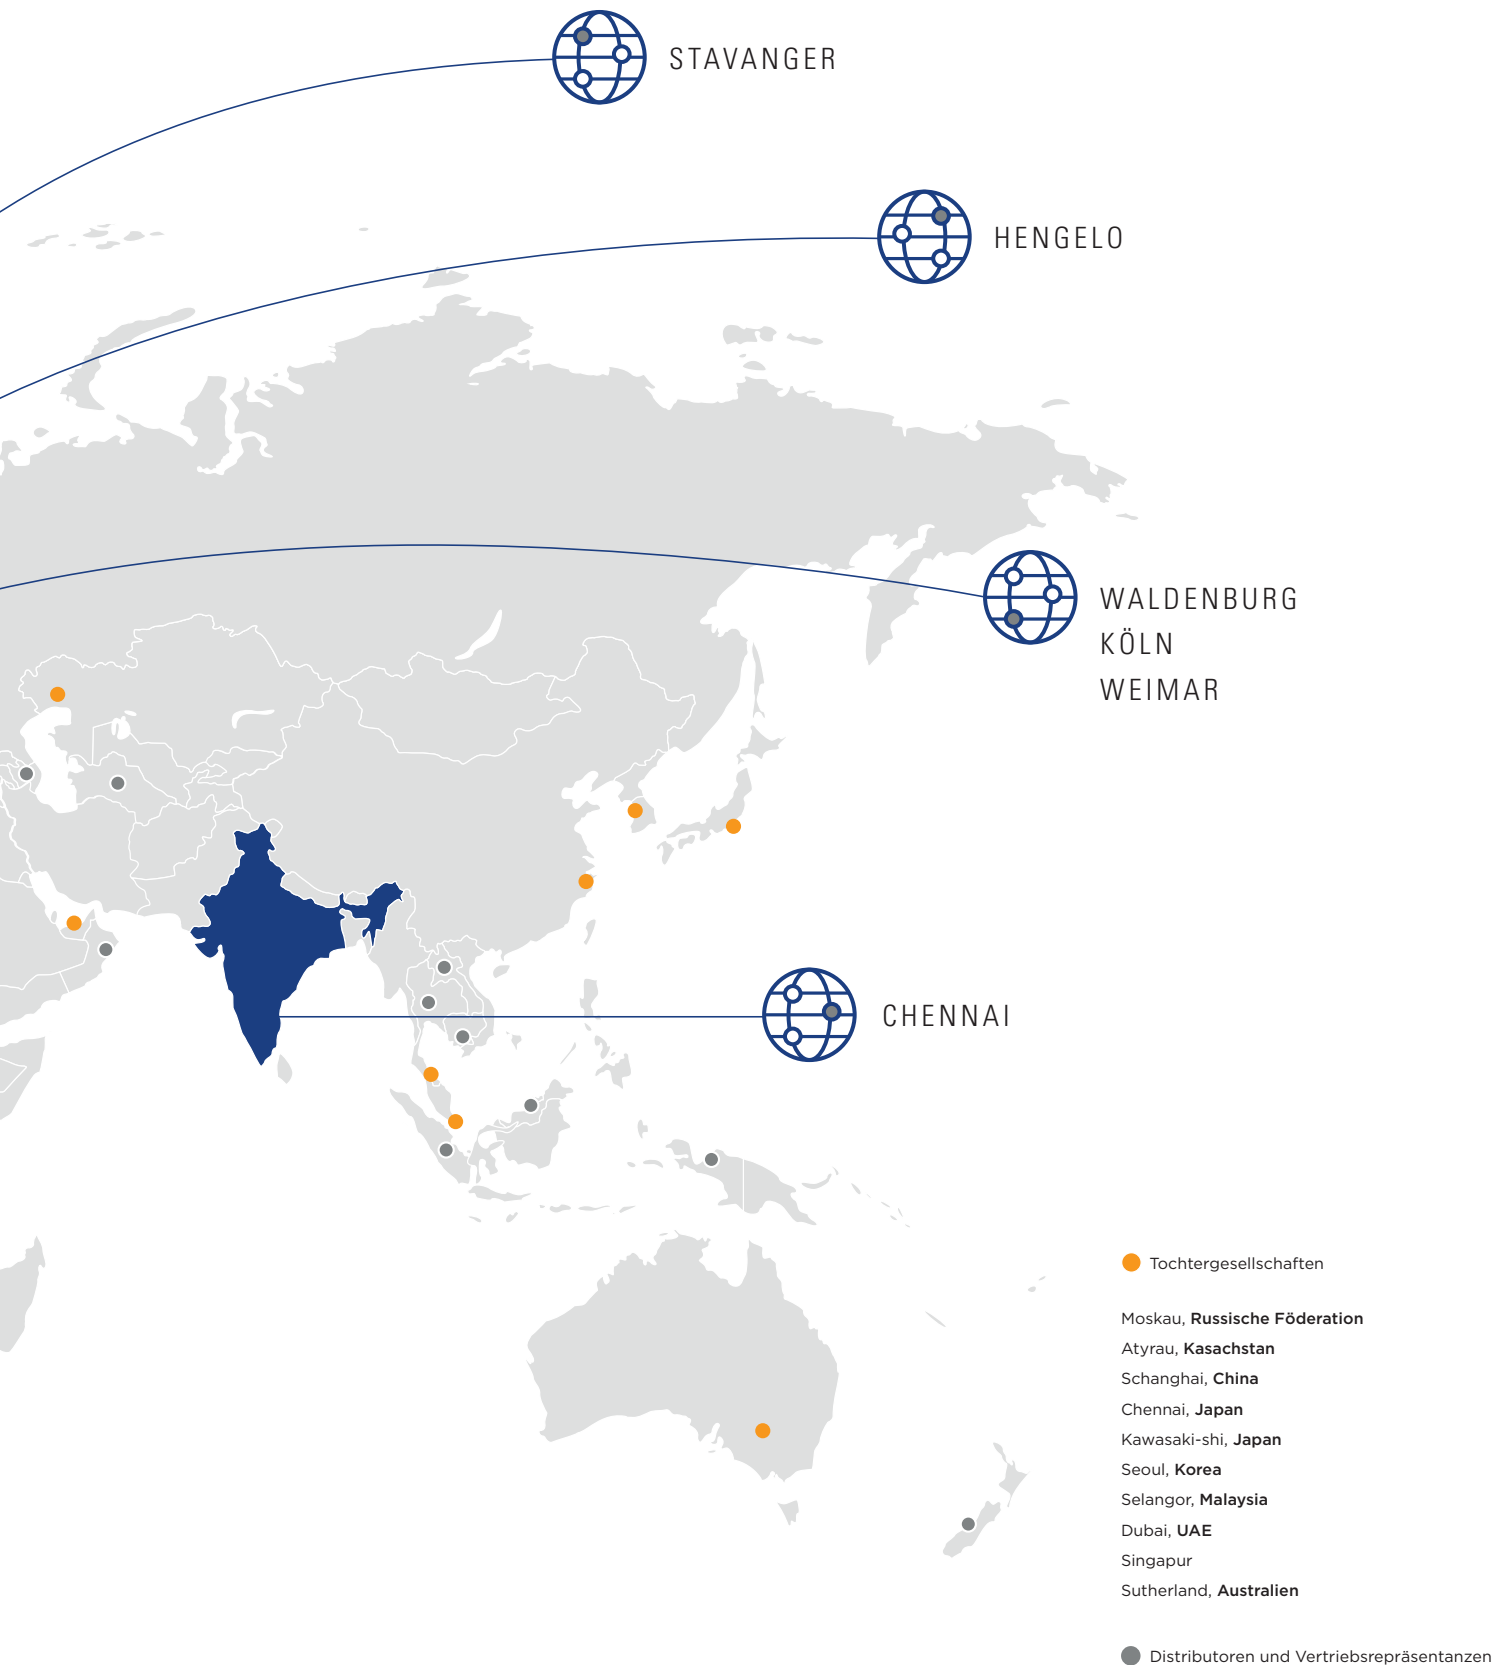 STAVANGER
HENGELO
WALDENBURG
KÖLN
WEIMAR
CHENNAI
Tochtergesellschaften
Moskau, Russische Föderation
Atyrau, Kasachstan
Schanghai, China
Chennai, Japan
Kawasaki-shi, Japan
Seoul, Korea
Selangor, Malaysia
Dubai, UAE
Singapur
Sutherland, Australien
Distributoren und Vertriebsrepräsentanzen